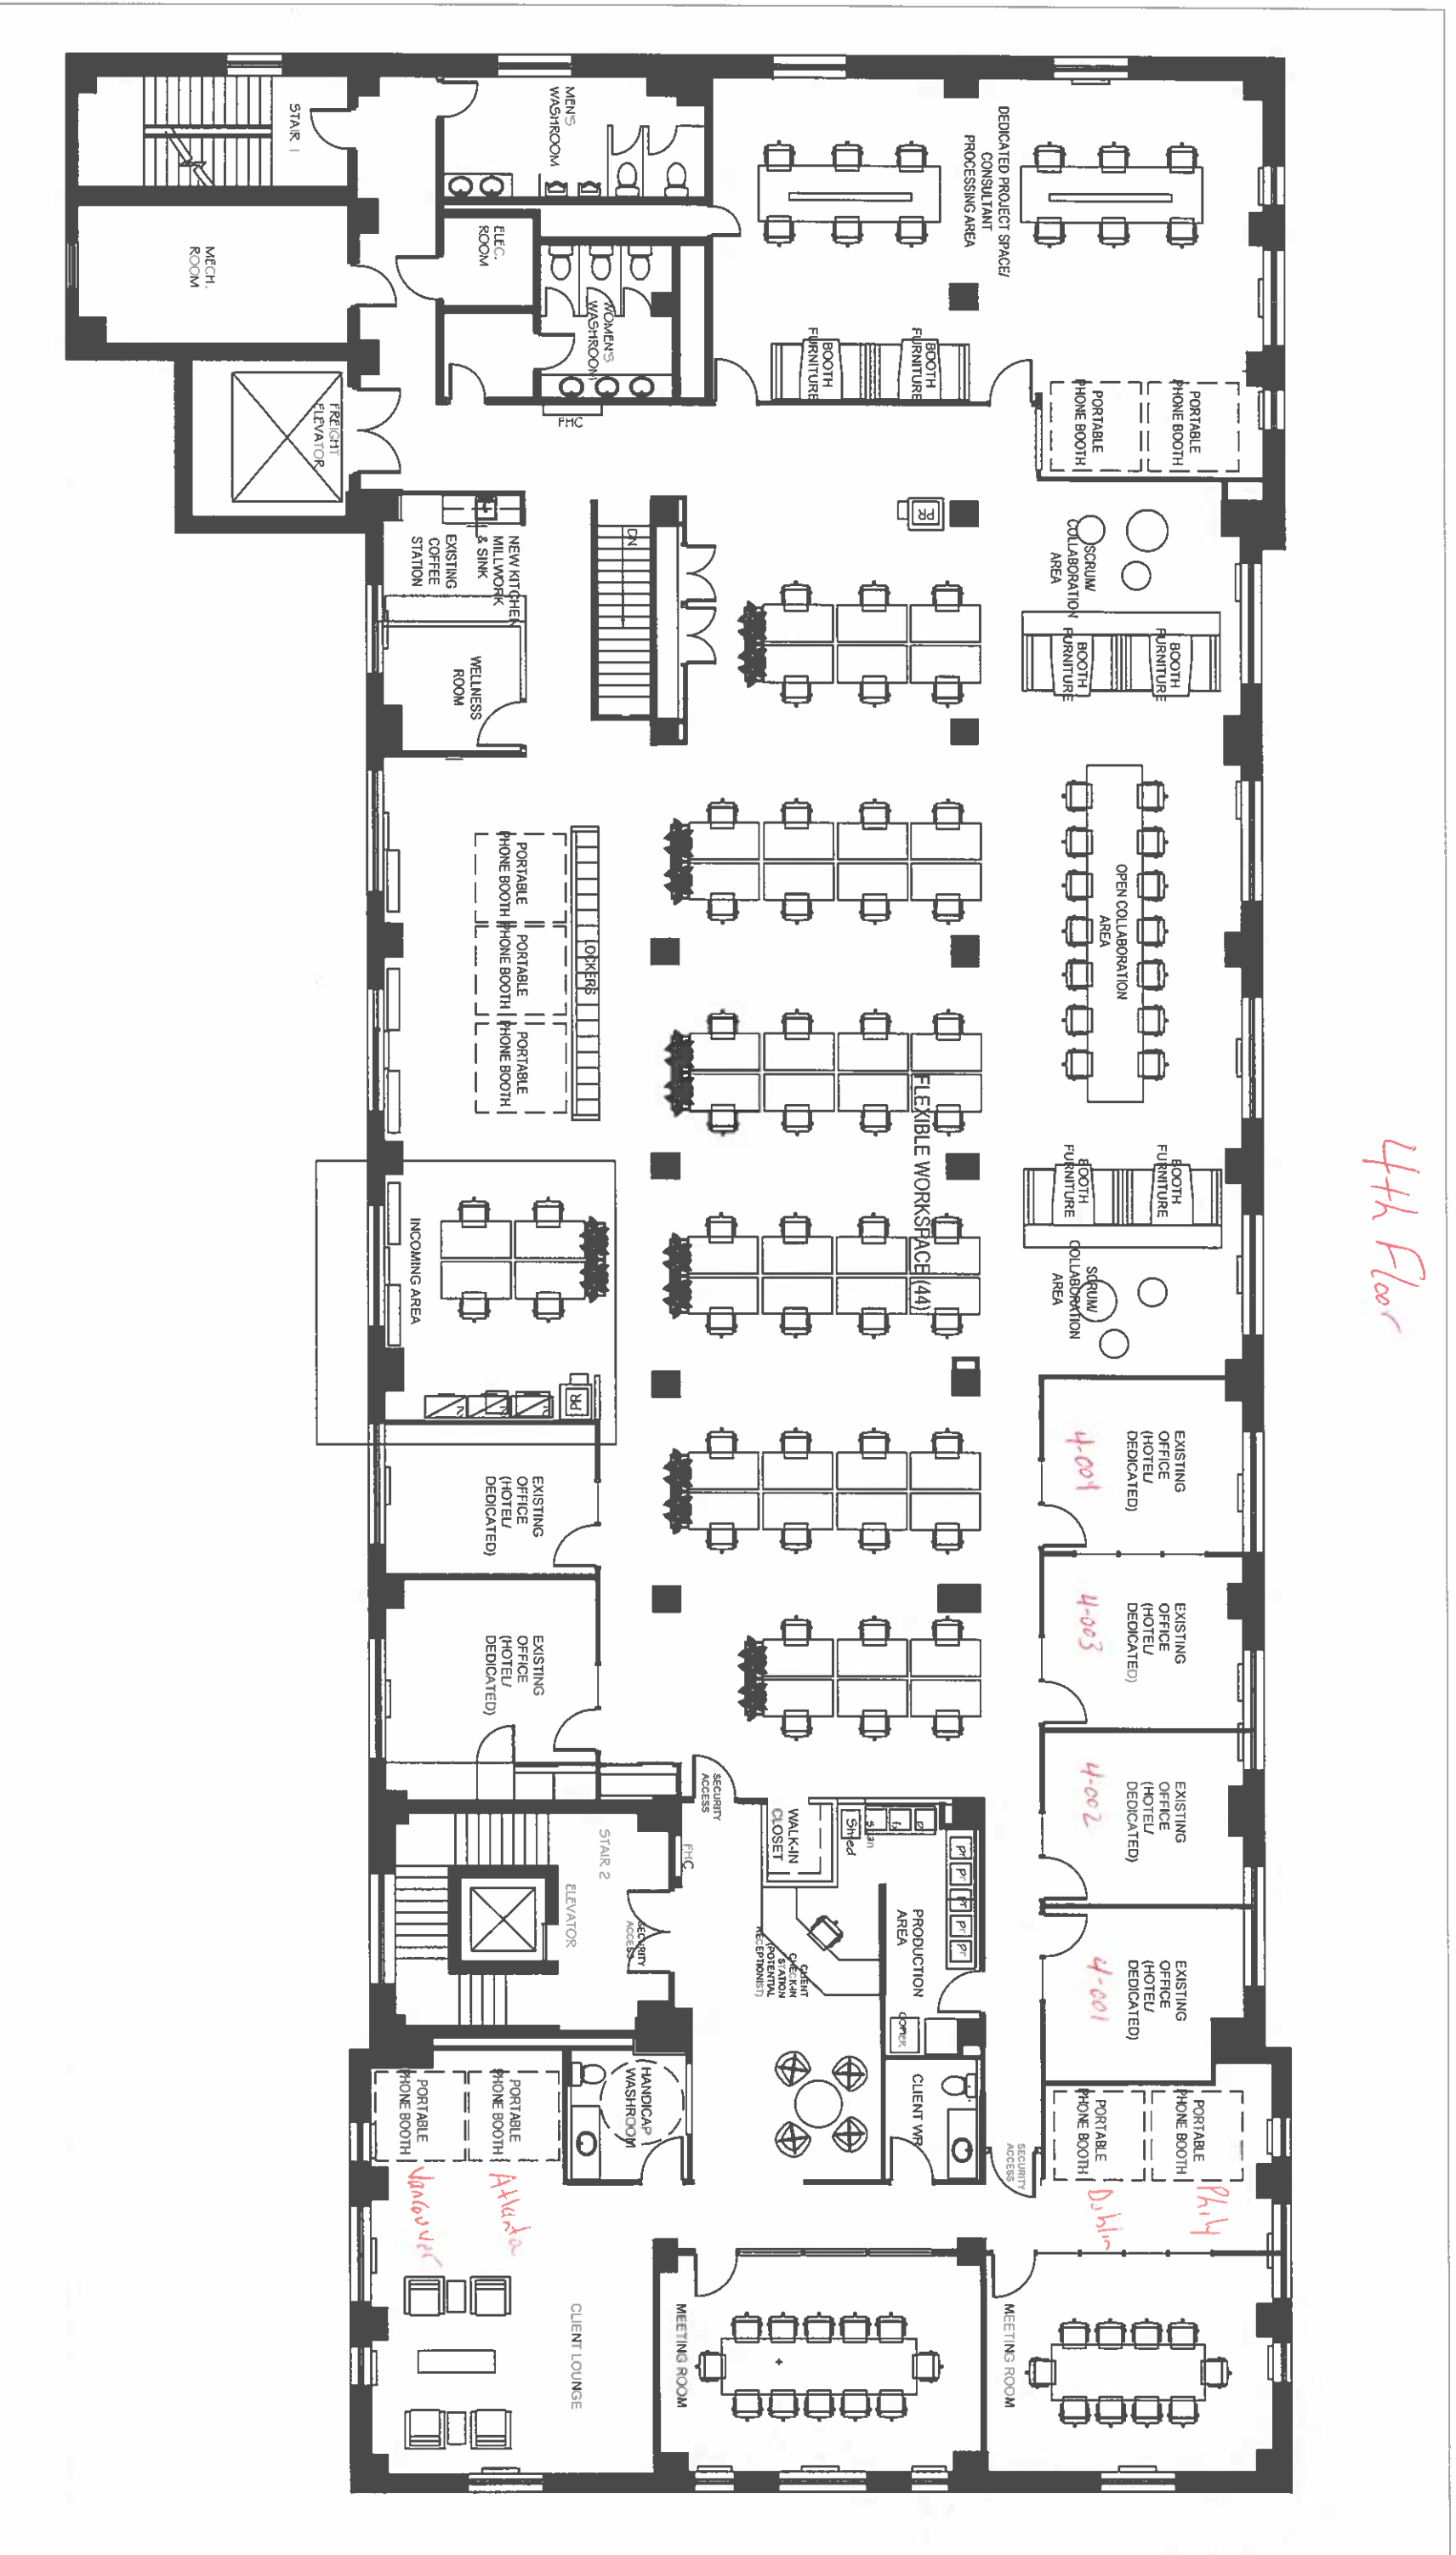 4th Floor
STAIR 1
MEN'S
WASHROOM
DEDICATED PROJECT SPACE/
CONSULTANT
PROCESSING AREA
MECH.
ROOM
ELEC.
ROOM
WOMEN'S
WASHROOM
BOOTH
FURNITURE
BOOTH
FURNITURE
PORTABLE
PHONE BOOTH
PORTABLE
PHONE BOOTH
FREIGHT
ELEVATOR
FHC
NEW KITCHEN
MILLWORK
& SINK
EXISTING
COFFEE
STATION
DN
PR
SCRUM/
COLLABORATION
AREA
BOOTH
FURNITURE
BOOTH
FURNITURE
WELLNESS
ROOM
PORTABLE
PHONE BOOTH
PORTABLE
PHONE BOOTH
PORTABLE
PHONE BOOTH
LOCKERS
OPEN COLLABORATION
AREA
FLEXIBLE WORKSPACE (44)
BOOTH
FURNITURE
BOOTH
FURNITURE
SCRUM/
COLLABORATION
AREA
INCOMING AREA
PR
EXISTING
OFFICE
(HOTEL/
DEDICATED)
EXISTING
OFFICE
(HOTEL/
DEDICATED)
EXISTING
OFFICE
(HOTEL/
DEDICATED)
4-004
EXISTING
OFFICE
(HOTEL/
DEDICATED)
4-003
EXISTING
OFFICE
(HOTEL/
DEDICATED)
4-002
EXISTING
OFFICE
(HOTEL/
DEDICATED)
4-001
SECURITY
ACCESS
FHC
STAIR 2
ELEVATOR
SECURITY
ACCESS
WALK-IN
CLOSET
Shred
pr
pr
pr
pr
pr
PRODUCTION
AREA
CLIENT
CHECK-IN
STATION
(POTENTIAL
RECEPTIONIST)
COPIER
CLIENT WR
SECURITY
ACCESS
HANDICAP
WASHROOM
PORTABLE
PHONE BOOTH
PORTABLE
PHONE BOOTH
Atlanta
Vancouver
PORTABLE
PHONE BOOTH
PORTABLE
PHONE BOOTH
Phily
Dublin
CLIENT LOUNGE
MEETING ROOM
MEETING ROOM